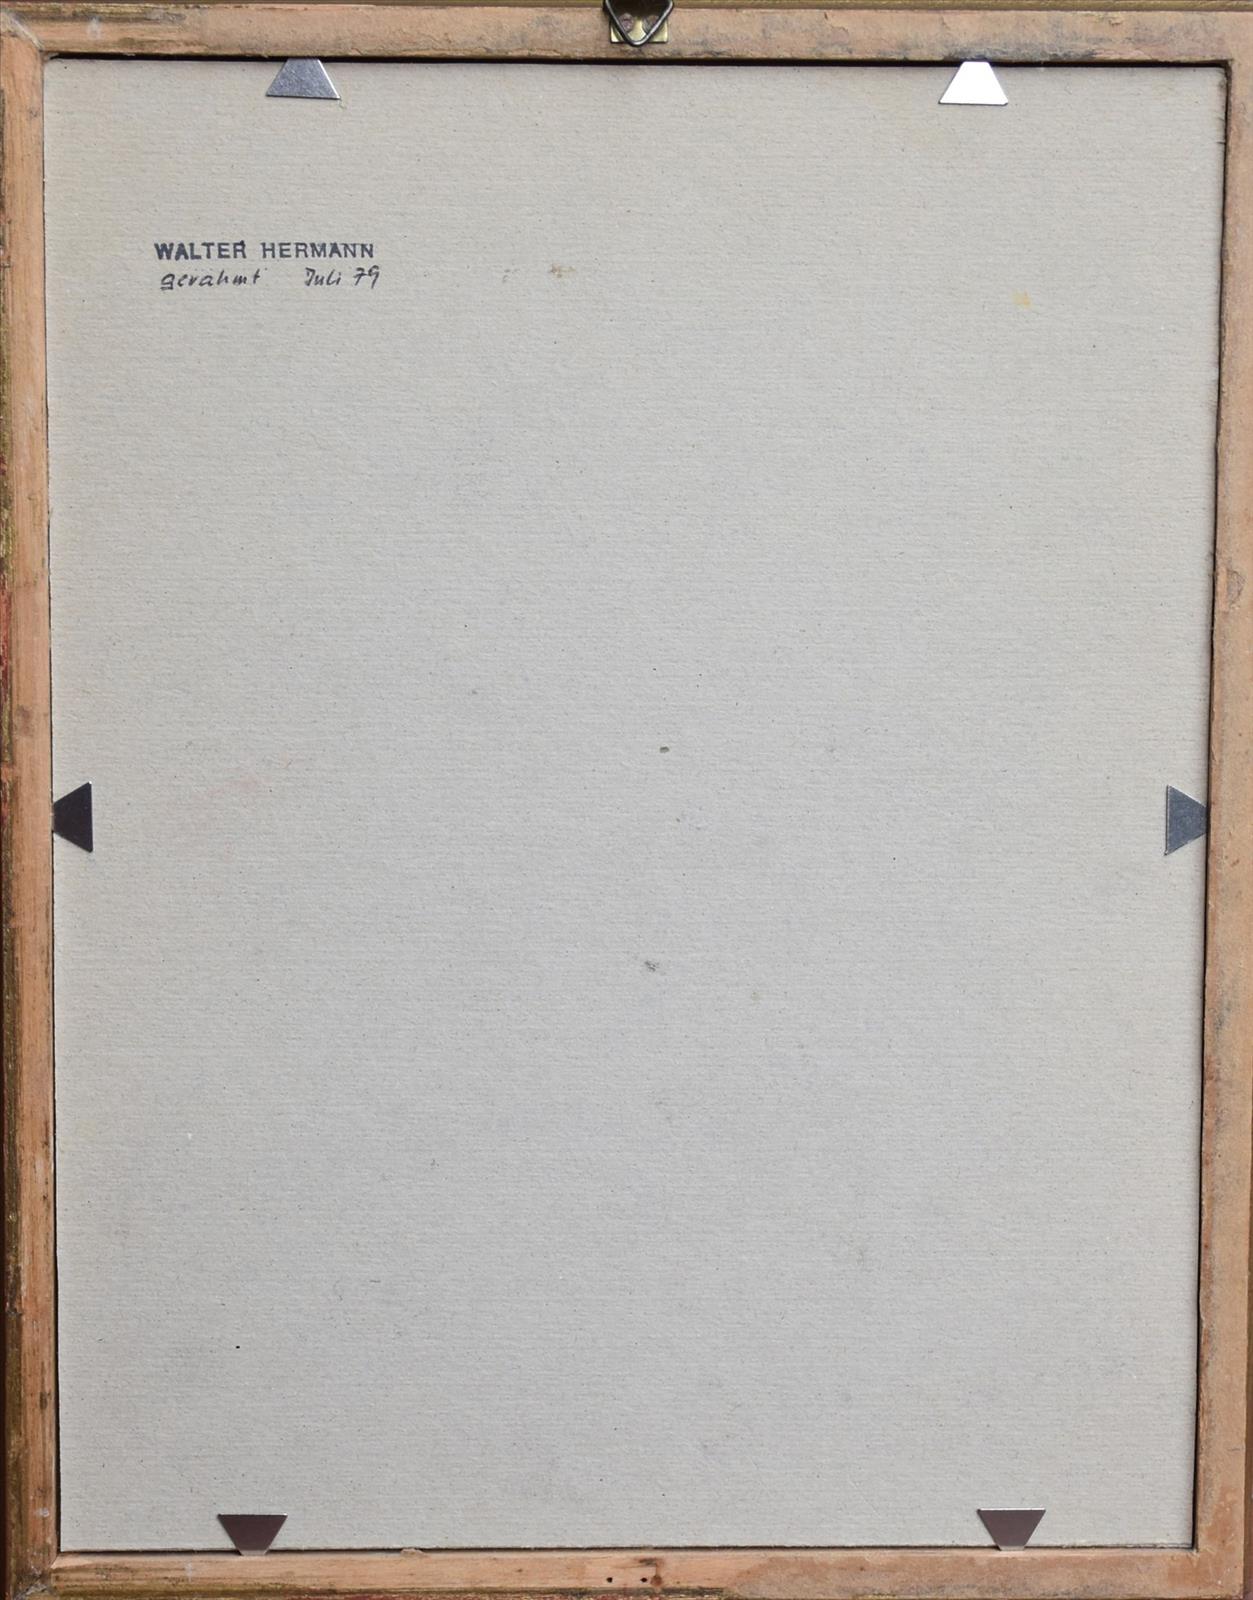 WALTER HERMANN
gerahmt Juli 79